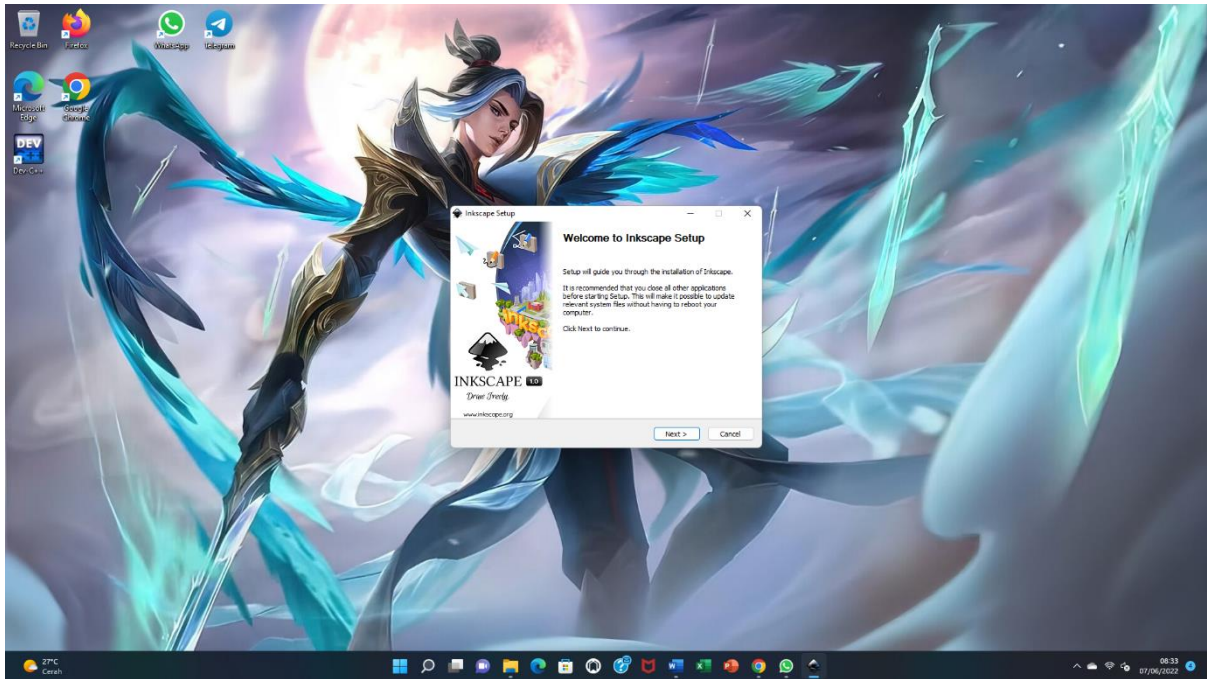 Recycle Bin
Firefox
WhatsApp
Telegram
Microsoft
Edge
Google
Chrome
DEV
Dev-C++
Inkscape Setup
Welcome to Inkscape Setup
Setup will guide you through the installation of Inkscape.
It is recommended that you close all other applications
before starting Setup. This will make it possible to update
relevant system files without having to reboot your
computer.
Click Next to continue.
INKSCAPE 1.0
Draw Freely.
www.inkscape.org
Next >
Cancel
27°C
Cerah
08:33
07/06/2022
4